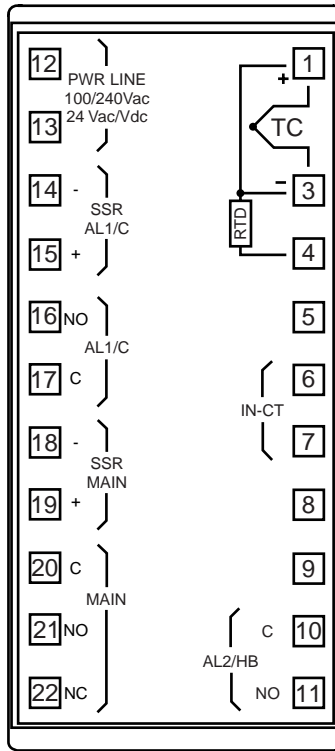 12
PWR LINE
100/240Vac
24 Vac/Vdc
13
14 -
SSR
AL1/C
15 +
16 NO
AL1/C
17 C
18 -
SSR
MAIN
19 +
20 C
MAIN
21 NO
22 NC
1
+
TC
-
3
RTD
4
5
6
IN-CT
7
8
9
C 10
AL2/HB
NO 11